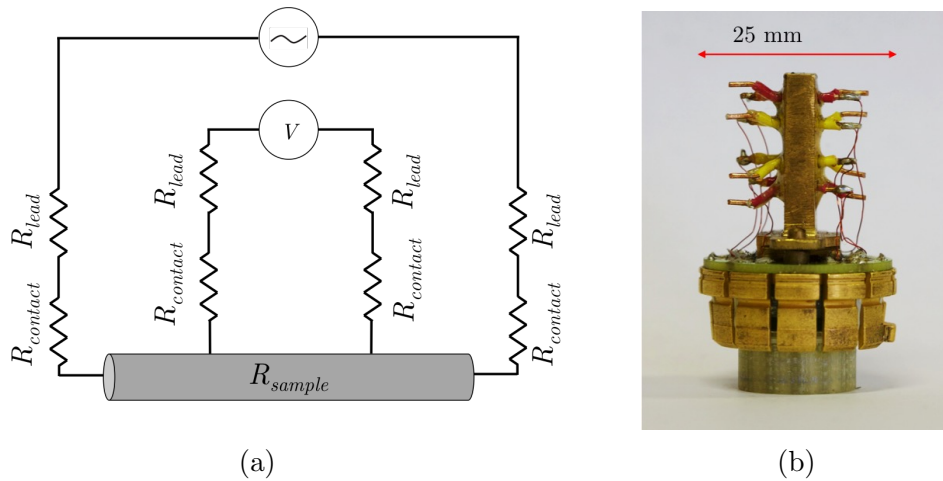 V
R_lead
R_lead
R_lead
R_lead
R_contact
R_contact
R_contact
R_contact
R_sample
(a)
25 mm
(b)